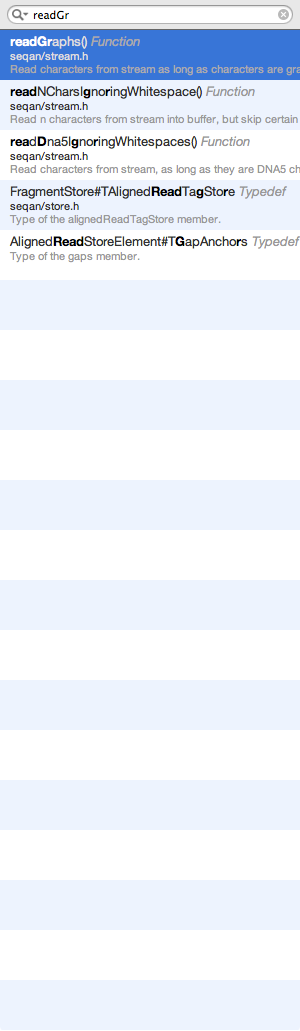 readGr
readGraphs() Function
seqan/stream.h
Read characters from stream as long as characters are gra
readNCharsIgnoringWhitespace() Function
seqan/stream.h
Read n characters from stream into buffer, but skip certain
readDna5IgnoringWhitespaces() Function
seqan/stream.h
Read characters from stream, as long as they are DNA5 ch
FragmentStore#TAlignedReadTagStore Typedef
seqan/store.h
Type of the alignedReadTagStore member.
AlignedReadStoreElement#TGapAnchors Typedef
Type of the gaps member.